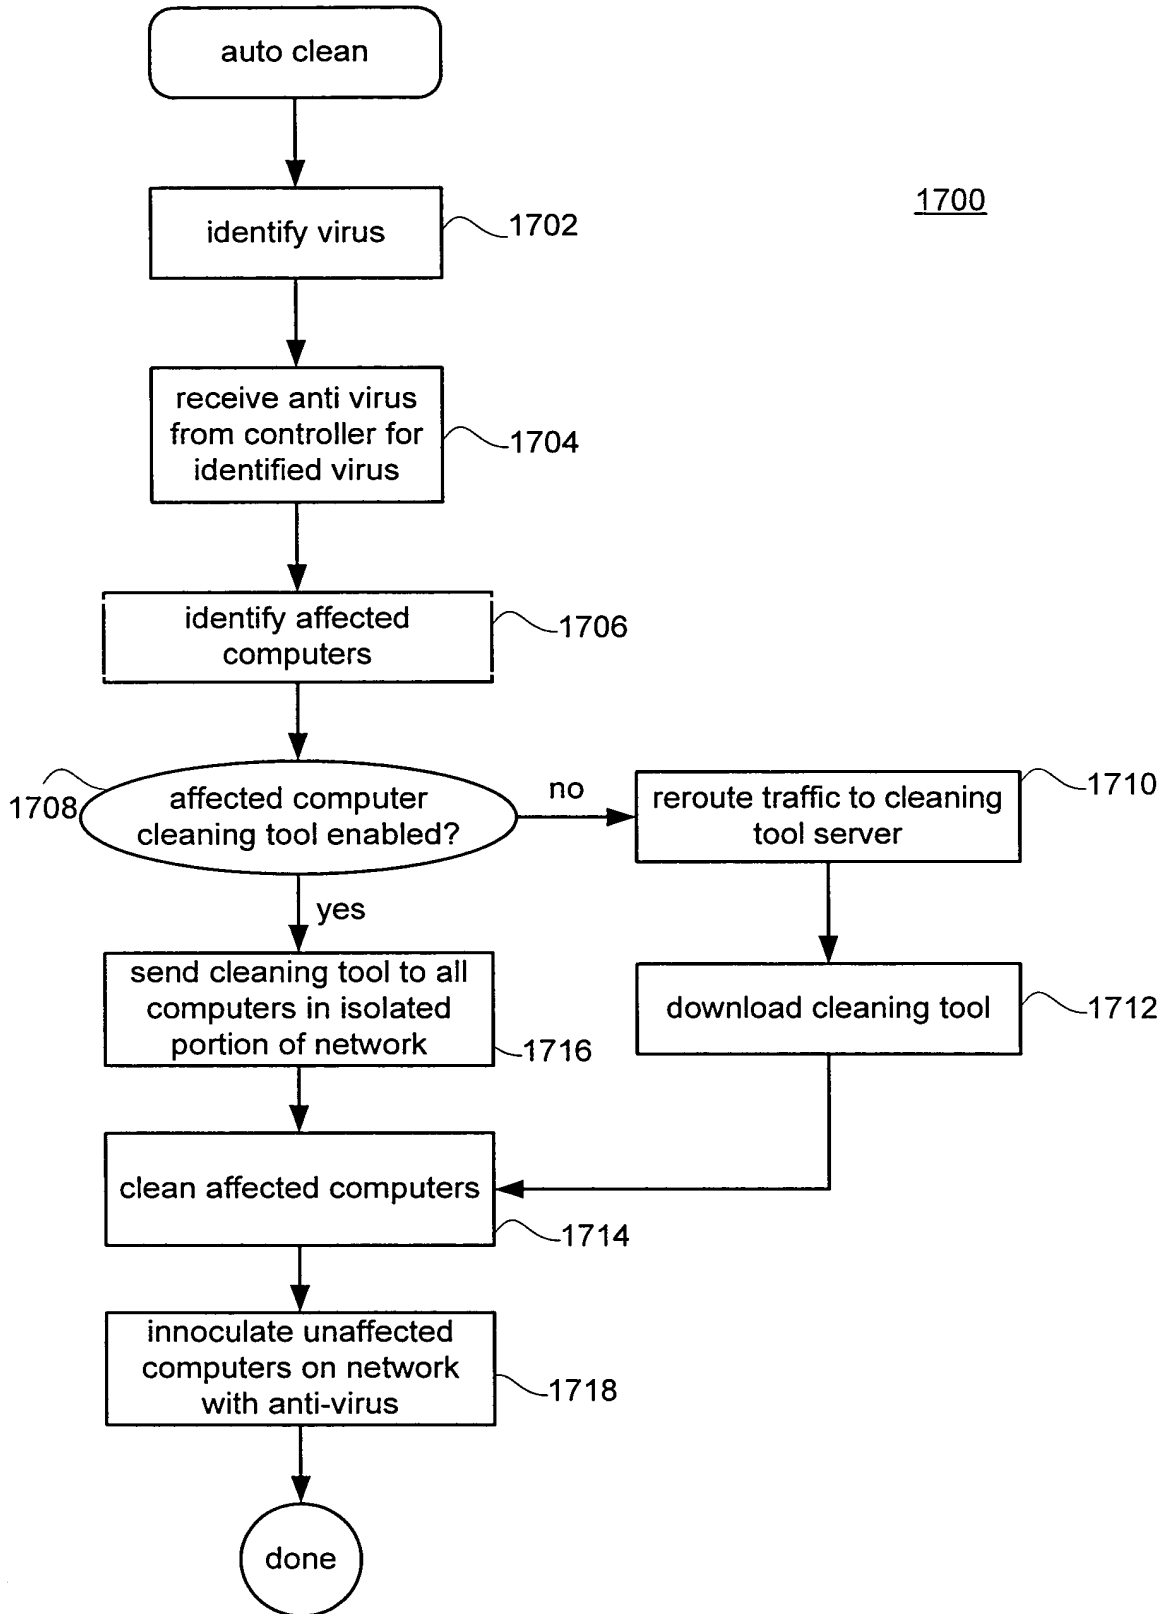 auto clean
1700
identify virus
1702
receive anti virus
from controller for
identified virus
1704
identify affected
computers
1706
1708
affected computer
cleaning tool enabled?
no
reroute traffic to cleaning
tool server
1710
yes
send cleaning tool to all
computers in isolated
portion of network
1716
download cleaning tool
1712
clean affected computers
1714
innoculate unaffected
computers on network
with anti-virus
1718
done